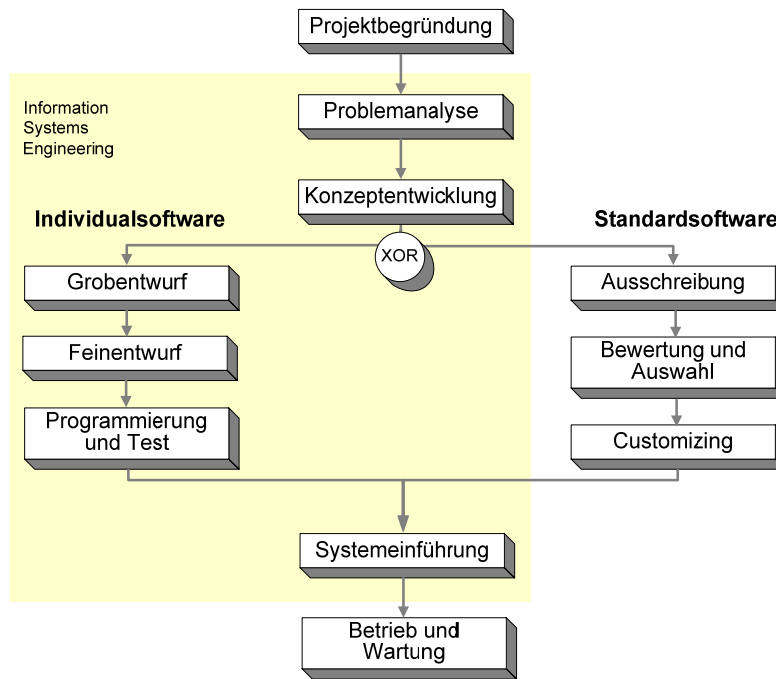 Projektbegründung
Problemanalyse
Information
Systems
Engineering
Konzeptentwicklung
Individualsoftware
Standardsoftware
XOR
Grobentwurf
Ausschreibung
Feinentwurf
Bewertung und
Auswahl
Programmierung
und Test
Customizing
Systemeinführung
Betrieb und
Wartung